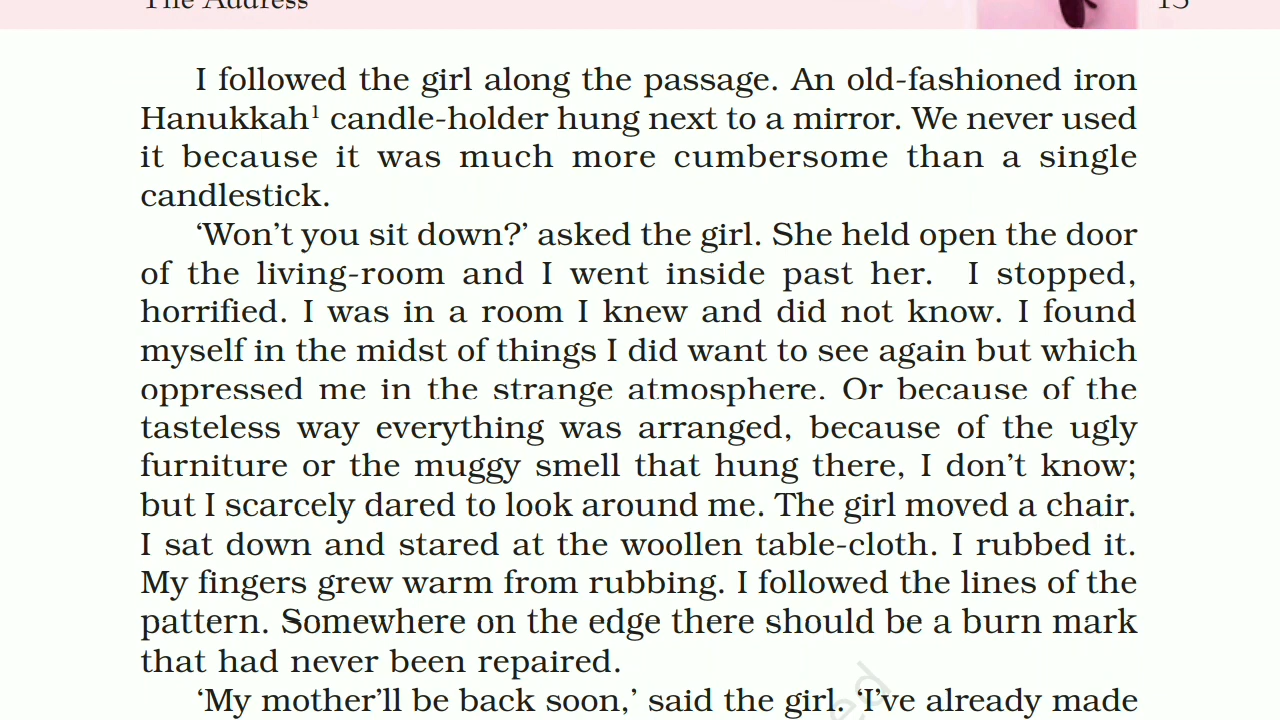 The Address
15
I followed the girl along the passage. An old-fashioned iron
Hanukkah¹ candle-holder hung next to a mirror. We never used
it because it was much more cumbersome than a single
candlestick.
‘Won’t you sit down?’ asked the girl. She held open the door
of the living-room and I went inside past her. I stopped,
horrified. I was in a room I knew and did not know. I found
myself in the midst of things I did want to see again but which
oppressed me in the strange atmosphere. Or because of the
tasteless way everything was arranged, because of the ugly
furniture or the muggy smell that hung there, I don’t know;
but I scarcely dared to look around me. The girl moved a chair.
I sat down and stared at the woollen table-cloth. I rubbed it.
My fingers grew warm from rubbing. I followed the lines of the
pattern. Somewhere on the edge there should be a burn mark
that had never been repaired.
‘My mother’ll be back soon,’ said the girl. ‘I’ve already made